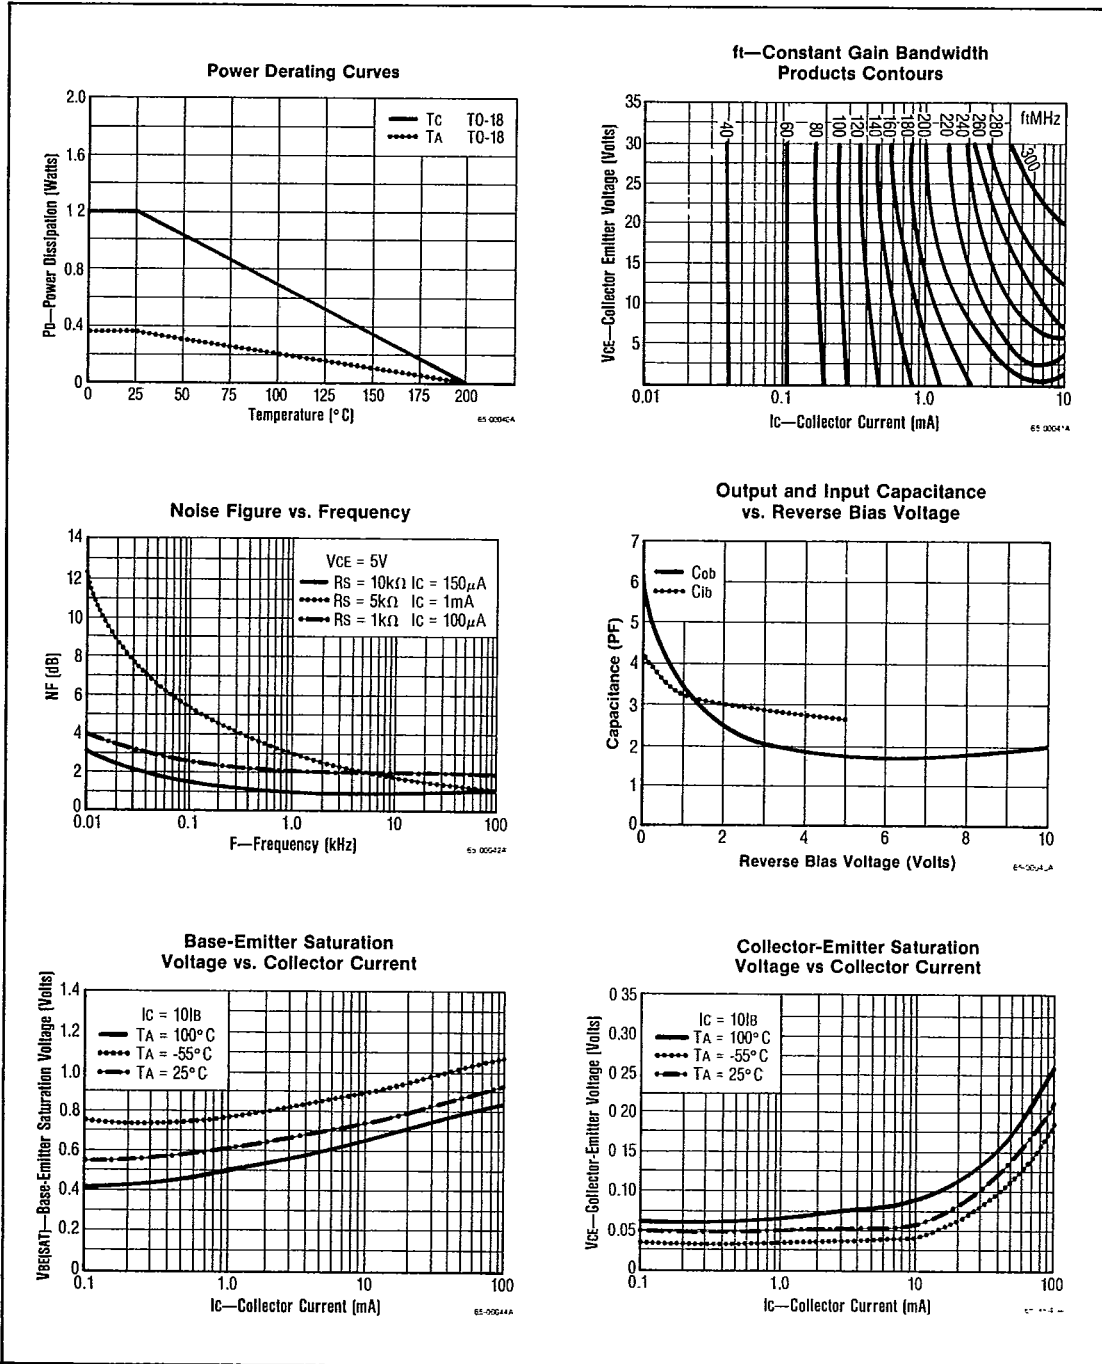 Power Derating Curves
PD—Power Dissipation (Watts)
2.0
1.6
1 2
0.8
0.4
0
TC TO-18
TA TO-18
0 25 50 75 100 125 150 175 200
Temperature (°C)
65-00040A
ft—Constant Gain Bandwidth
Products Contours
VCE—Collector Emitter Voltage (Volts)
35
30
25
20
15
10
5
0
40 60 80 100 120 140 160 180 200 220 240 260 280 ftMHz
300
0.01 0.1 1.0 10
Ic—Collector Current (mA)
65-00041A
Noise Figure vs. Frequency
NF (dB)
14
12
10
8
6
4
2
0
VCE = 5V
RS = 10kΩ IC = 150µA
RS = 5kΩ IC = 1mA
RS = 1kΩ IC = 100µA
0.01 0.1 1.0 10 100
F—Frequency (kHz)
65-00042A
Output and Input Capacitance
vs. Reverse Bias Voltage
Capacitance (PF)
7
6
5
4
3
2
1
0
Cob
Cib
0 2 4 6 8 10
Reverse Bias Voltage (Volts)
Base-Emitter Saturation
Voltage vs. Collector Current
VBE(SAT)—Base-Emitter Saturation Voltage (Volts)
1.4
1.2
1.0
0.8
0.6
0.4
0.2
0
IC = 10IB
TA = 100°C
TA = -55°C
TA = 25°C
0.1 1.0 10 100
Ic—Collector Current (mA)
65-00044A
Collector-Emitter Saturation
Voltage vs Collector Current
VCE—Collector-Emitter Voltage (Volts)
0 35
0.30
0 25
0.20
0.15
0.10
0.05
0
IC = 10IB
TA = 100°C
TA = -55°C
TA = 25°C
0.1 1.0 10 100
Ic—Collector Current (mA)